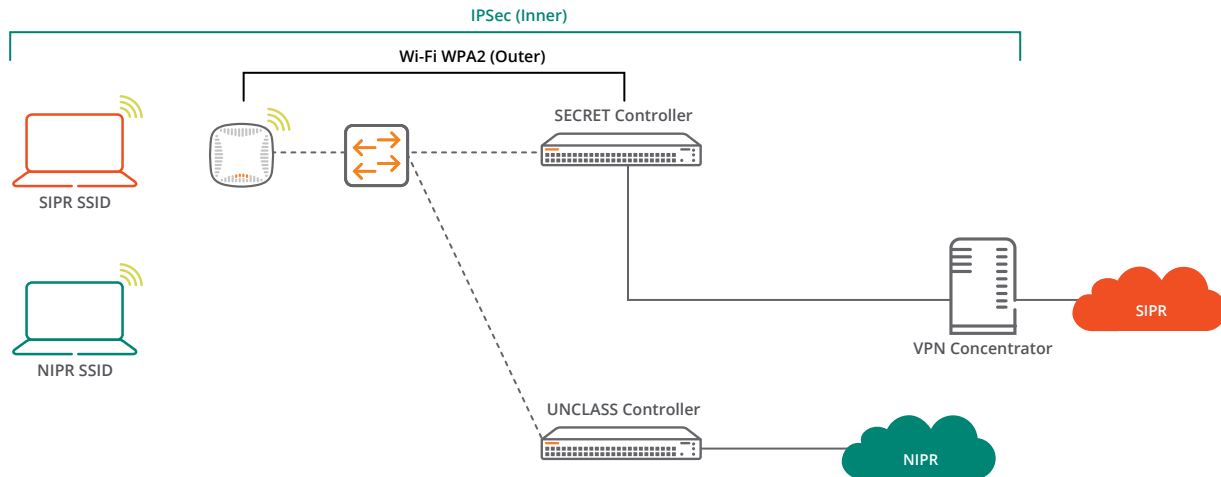 IPSec (Inner)
Wi-Fi WPA2 (Outer)
SECRET Controller
SIPR SSID
SIPR
VPN Concentrator
NIPR SSID
UNCLASS Controller
NIPR